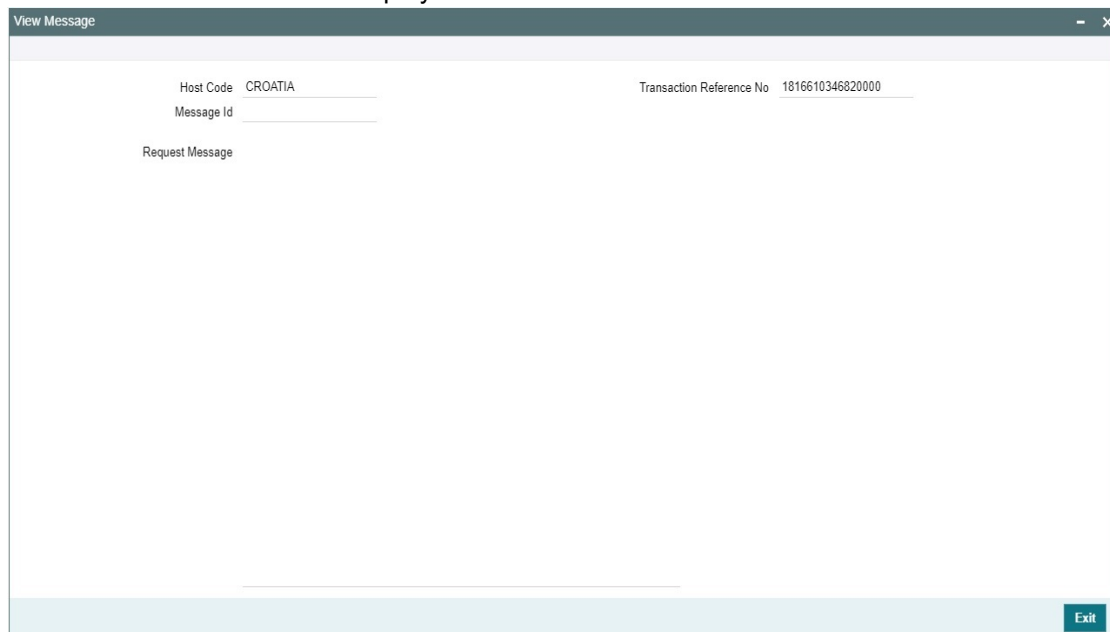 View Message
Host Code CROATIA Transaction Reference No 1816610346820000
Message Id
Request Message
Exit